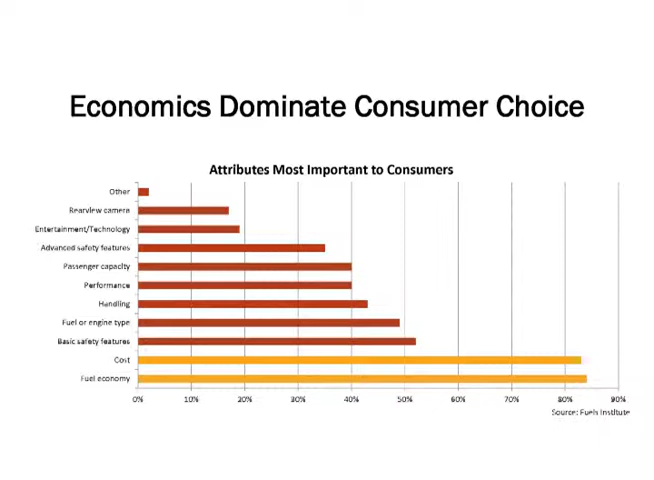 Economics Dominate Consumer Choice
Attributes Most Important to Consumers
Other
Rearview camera
Entertainment/Technology
Advanced safety features
Passenger capacity
Performance
Handling
Fuel or engine type
Basic safety features
Cost
Fuel economy
0% 10% 20% 30% 40% 50% 60% 70% 80% 90%
Source: Fuels Institute